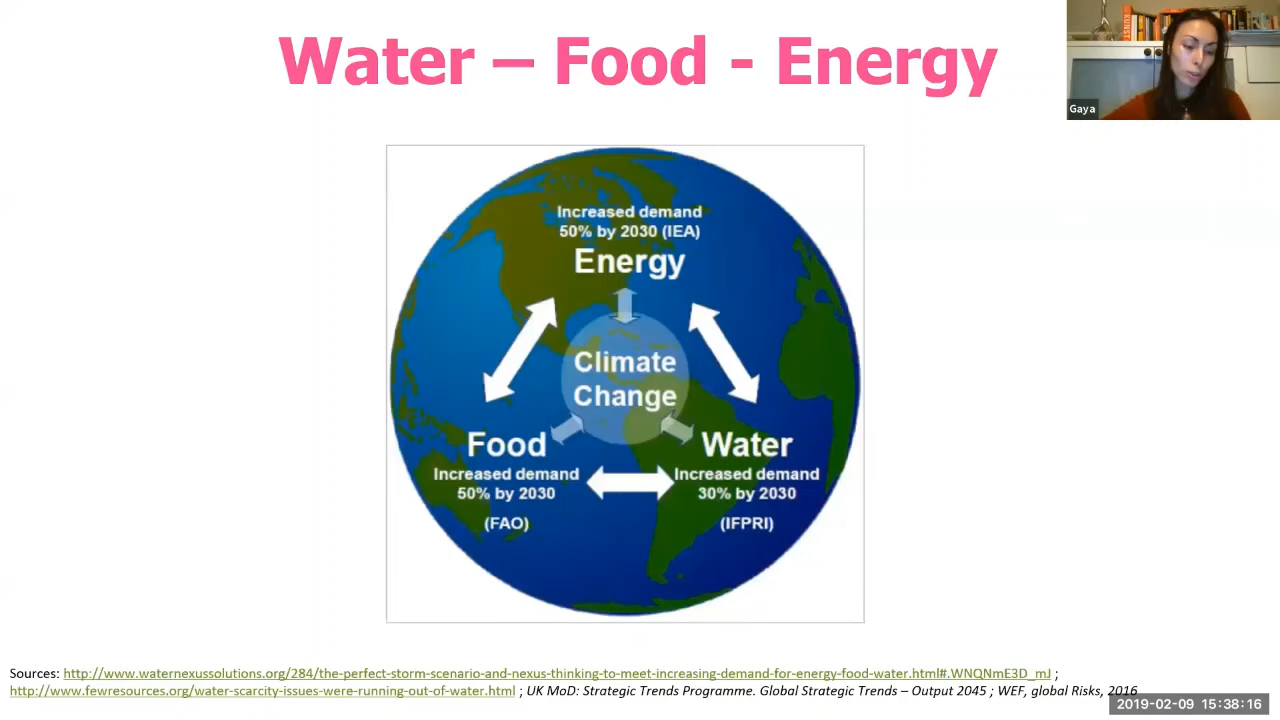 Water – Food - Energy
KUNST
Gaya
Increased demand
50% by 2030 (IEA)
Energy
Climate
Change
Food
Increased demand
50% by 2030
(FAO)
Water
Increased demand
30% by 2030
(IFPRI)
Sources: http://www.waternexussolutions.org/284/the-perfect-storm-scenario-and-nexus-thinking-to-meet-increasing-demand-for-energy-food-water.html#.WNQNmE3D_mJ ;
http://www.fewresources.org/water-scarcity-issues-were-running-out-of-water.html ; UK MoD: Strategic Trends Programme. Global Strategic Trends – Output 2045 ; WEF, global Risks, 2016
2019-02-09 15:38:16